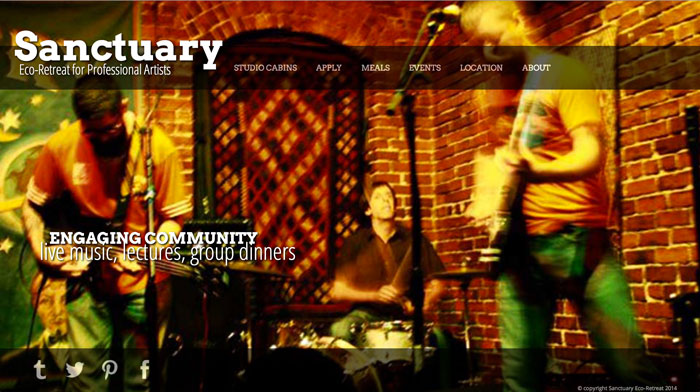 Sanctuary
Eco-Retreat for Professional Artists
STUDIO CABINS APPLY MEALS EVENTS LOCATION ABOUT
ENGAGING COMMUNITY
live music, lectures, group dinners
© copyright Sanctuary Eco-Retreat 2014